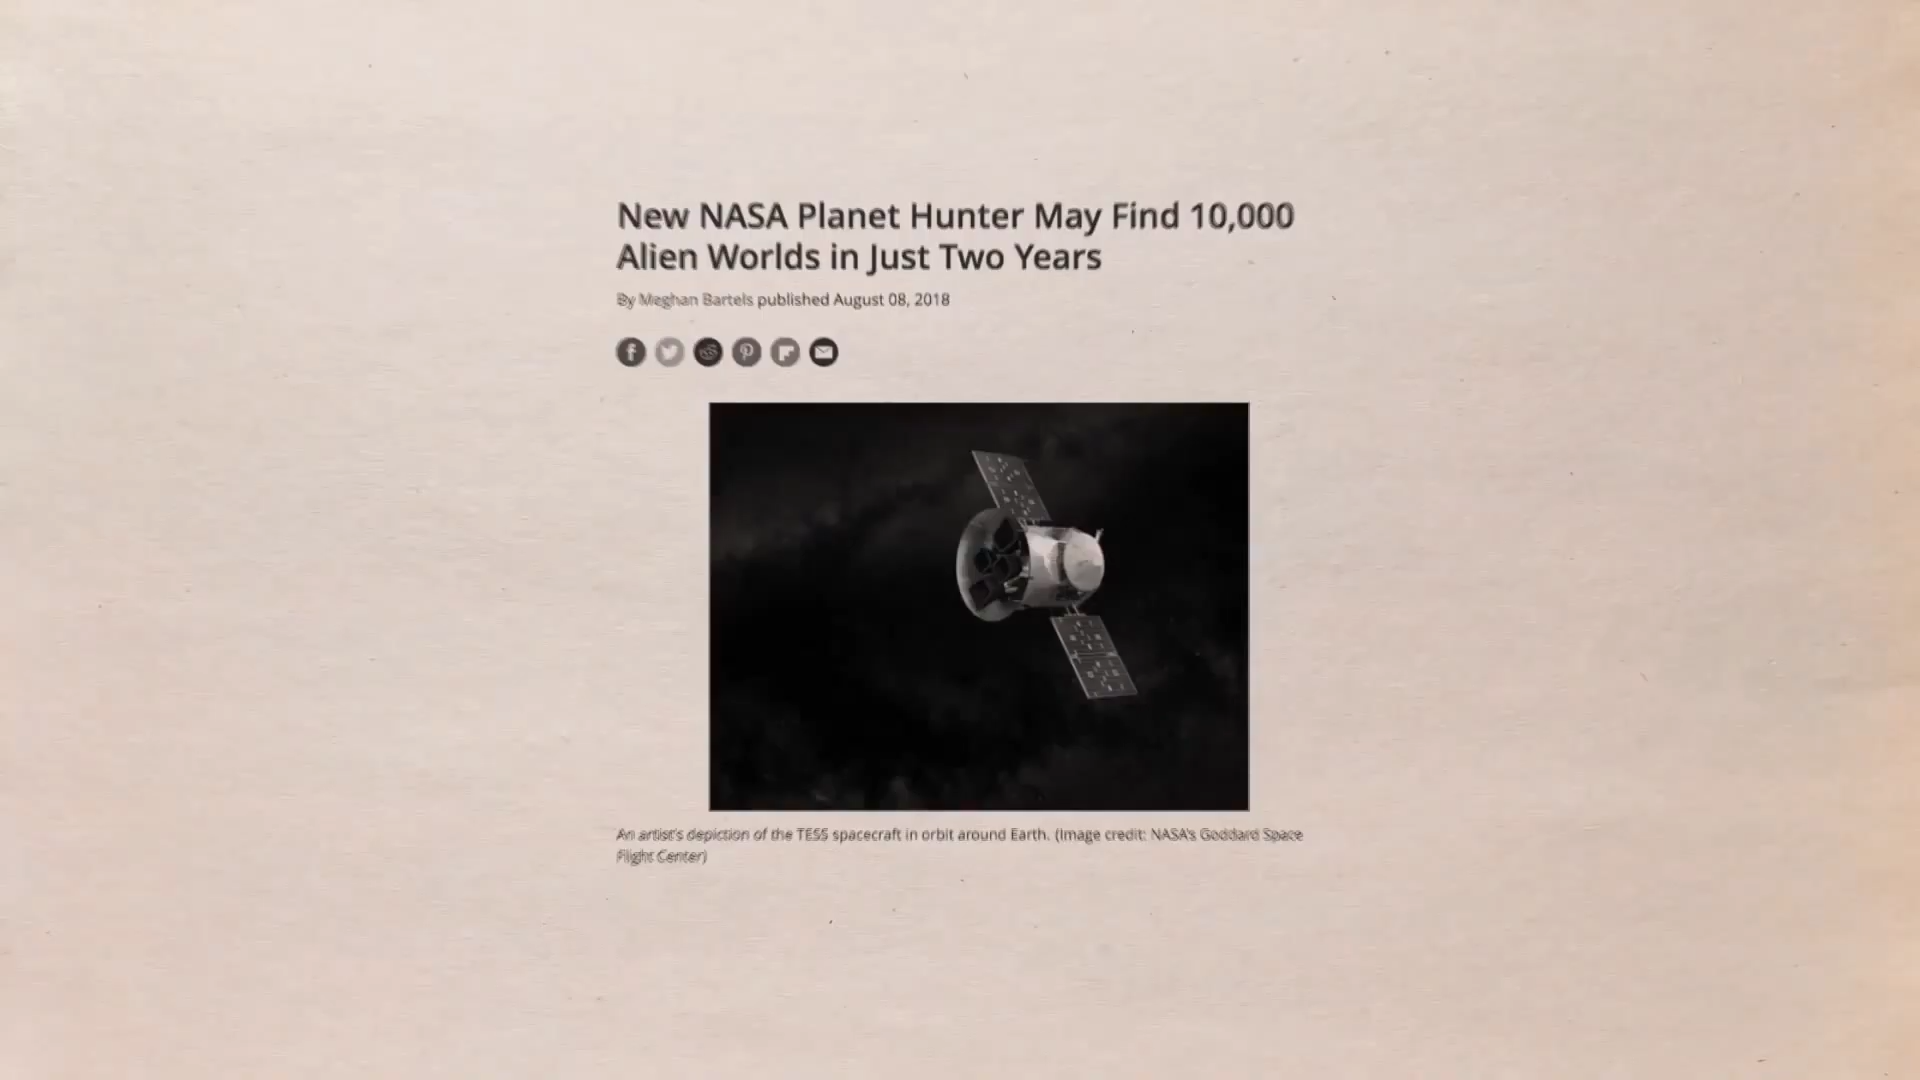 New NASA Planet Hunter May Find 10,000
Alien Worlds in Just Two Years
By Meghan Bartels published August 08, 2018
An artist's depiction of the TESS spacecraft in orbit around Earth. (Image credit: NASA's Goddard Space
Flight Center)